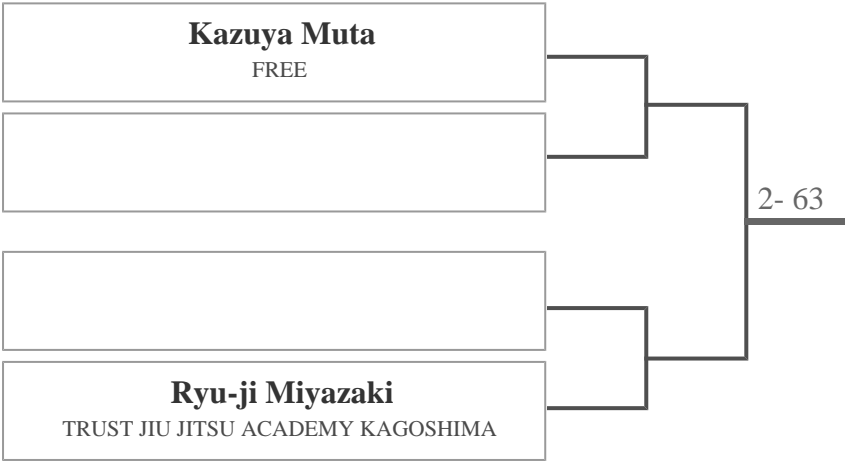 Kazuya Muta
FREE
2- 63
Ryu-ji Miyazaki
TRUST JIU JITSU ACADEMY KAGOSHIMA